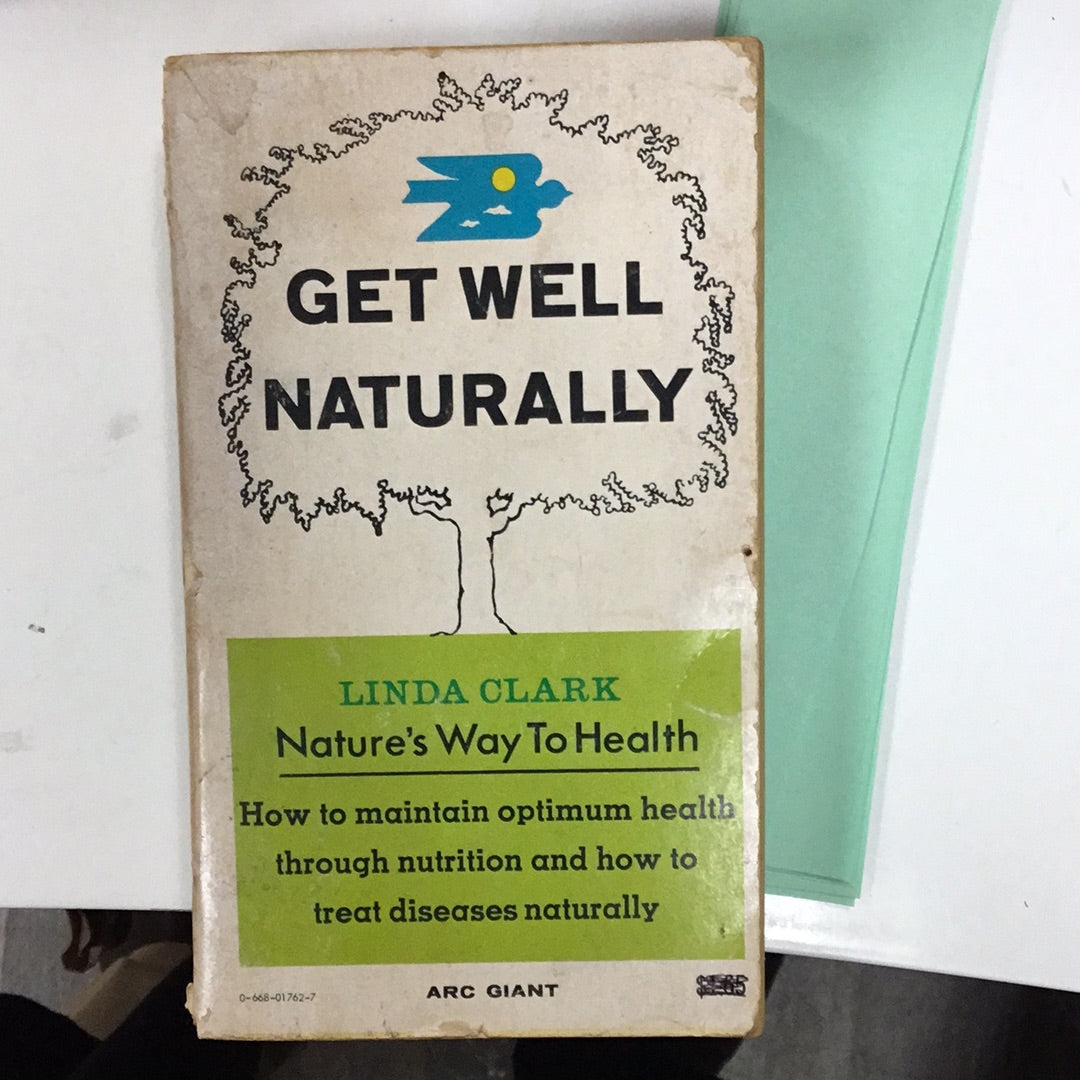 GET WELL
NATURALLY
LINDA CLARK
Nature's Way To Health
How to maintain optimum health
through nutrition and how to
treat diseases naturally
0-668-01762-7
ARC GIANT